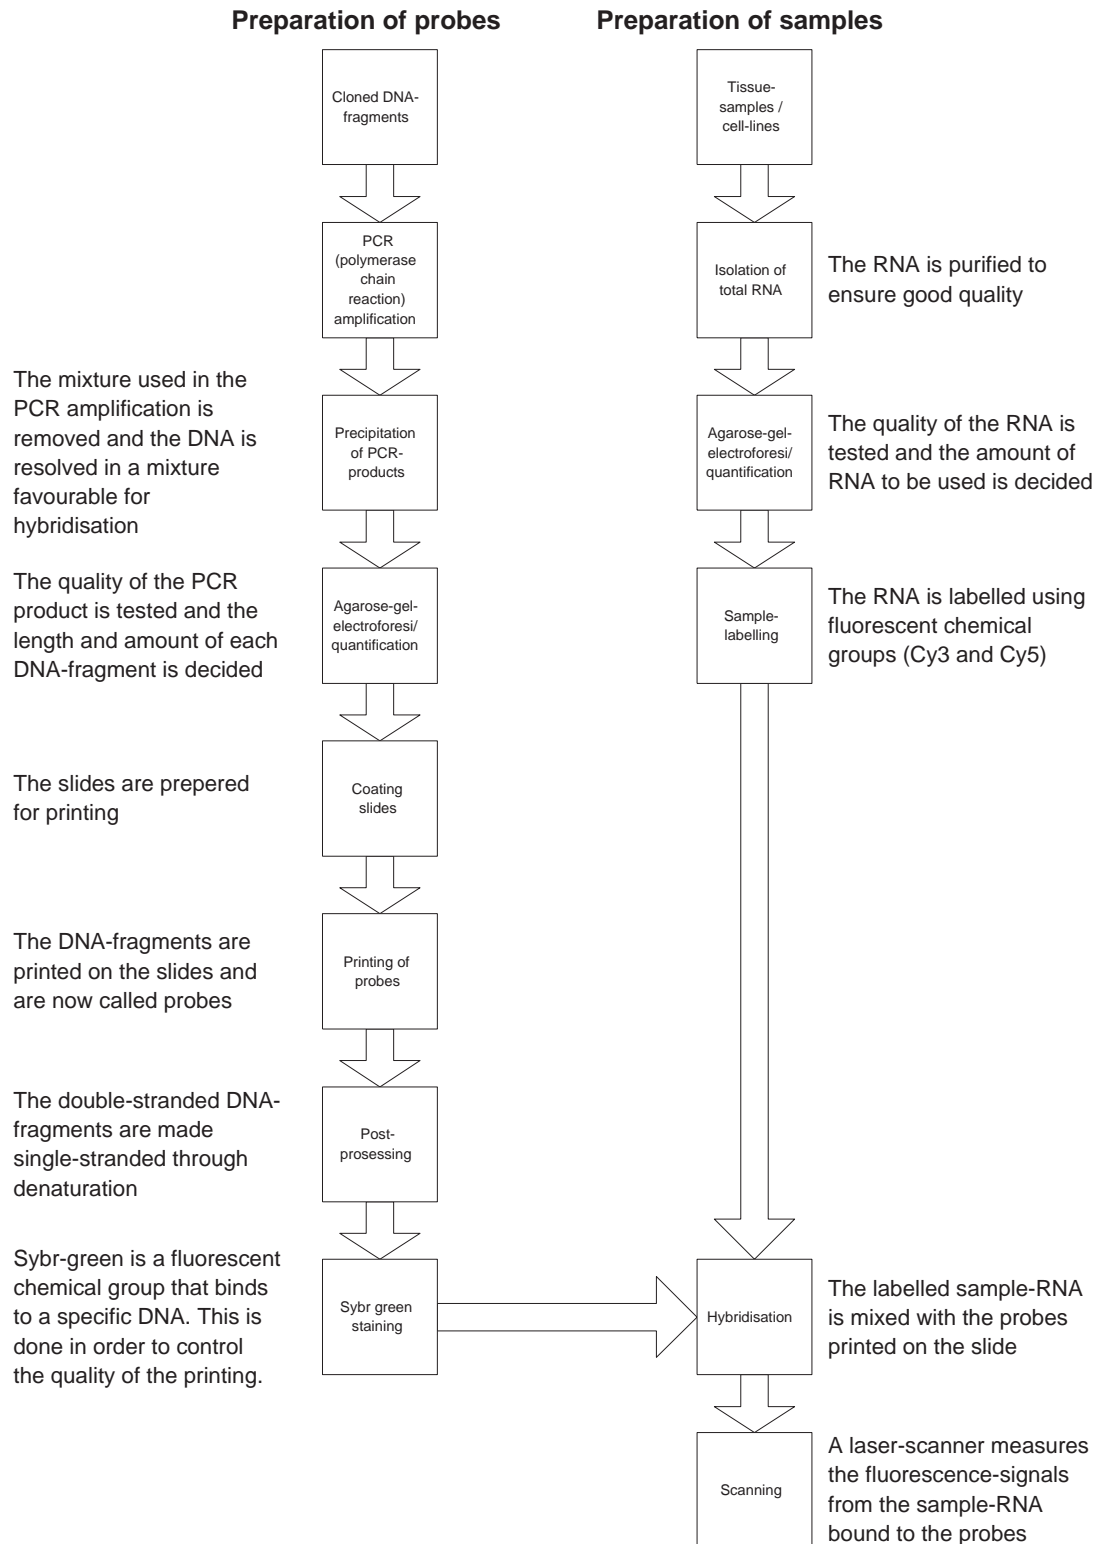 Preparation of probes
Preparation of samples
Cloned DNA-
fragments
Tissue-
samples /
cell-lines
PCR
(polymerase
chain
reaction)
amplification
Isolation of
total RNA
The RNA is purified to
ensure good quality
The mixture used in the
PCR amplification is
removed and the DNA is
resolved in a mixture
favourable for
hybridisation
Precipitation
of PCR-
products
Agarose-gel-
electroforesi/
quantification
The quality of the RNA is
tested and the amount of
RNA to be used is decided
The quality of the PCR
product is tested and the
length and amount of each
DNA-fragment is decided
Agarose-gel-
electroforesi/
quantification
Sample-
labelling
The RNA is labelled using
fluorescent chemical
groups (Cy3 and Cy5)
The slides are prepered
for printing
Coating
slides
The DNA-fragments are
printed on the slides and
are now called probes
Printing of
probes
The double-stranded DNA-
fragments are made
single-stranded through
denaturation
Post-
prosessing
Sybr-green is a fluorescent
chemical group that binds
to a specific DNA. This is
done in order to control
the quality of the printing.
Sybr green
staining
Hybridisation
The labelled sample-RNA
is mixed with the probes
printed on the slide
Scanning
A laser-scanner measures
the fluorescence-signals
from the sample-RNA
bound to the probes